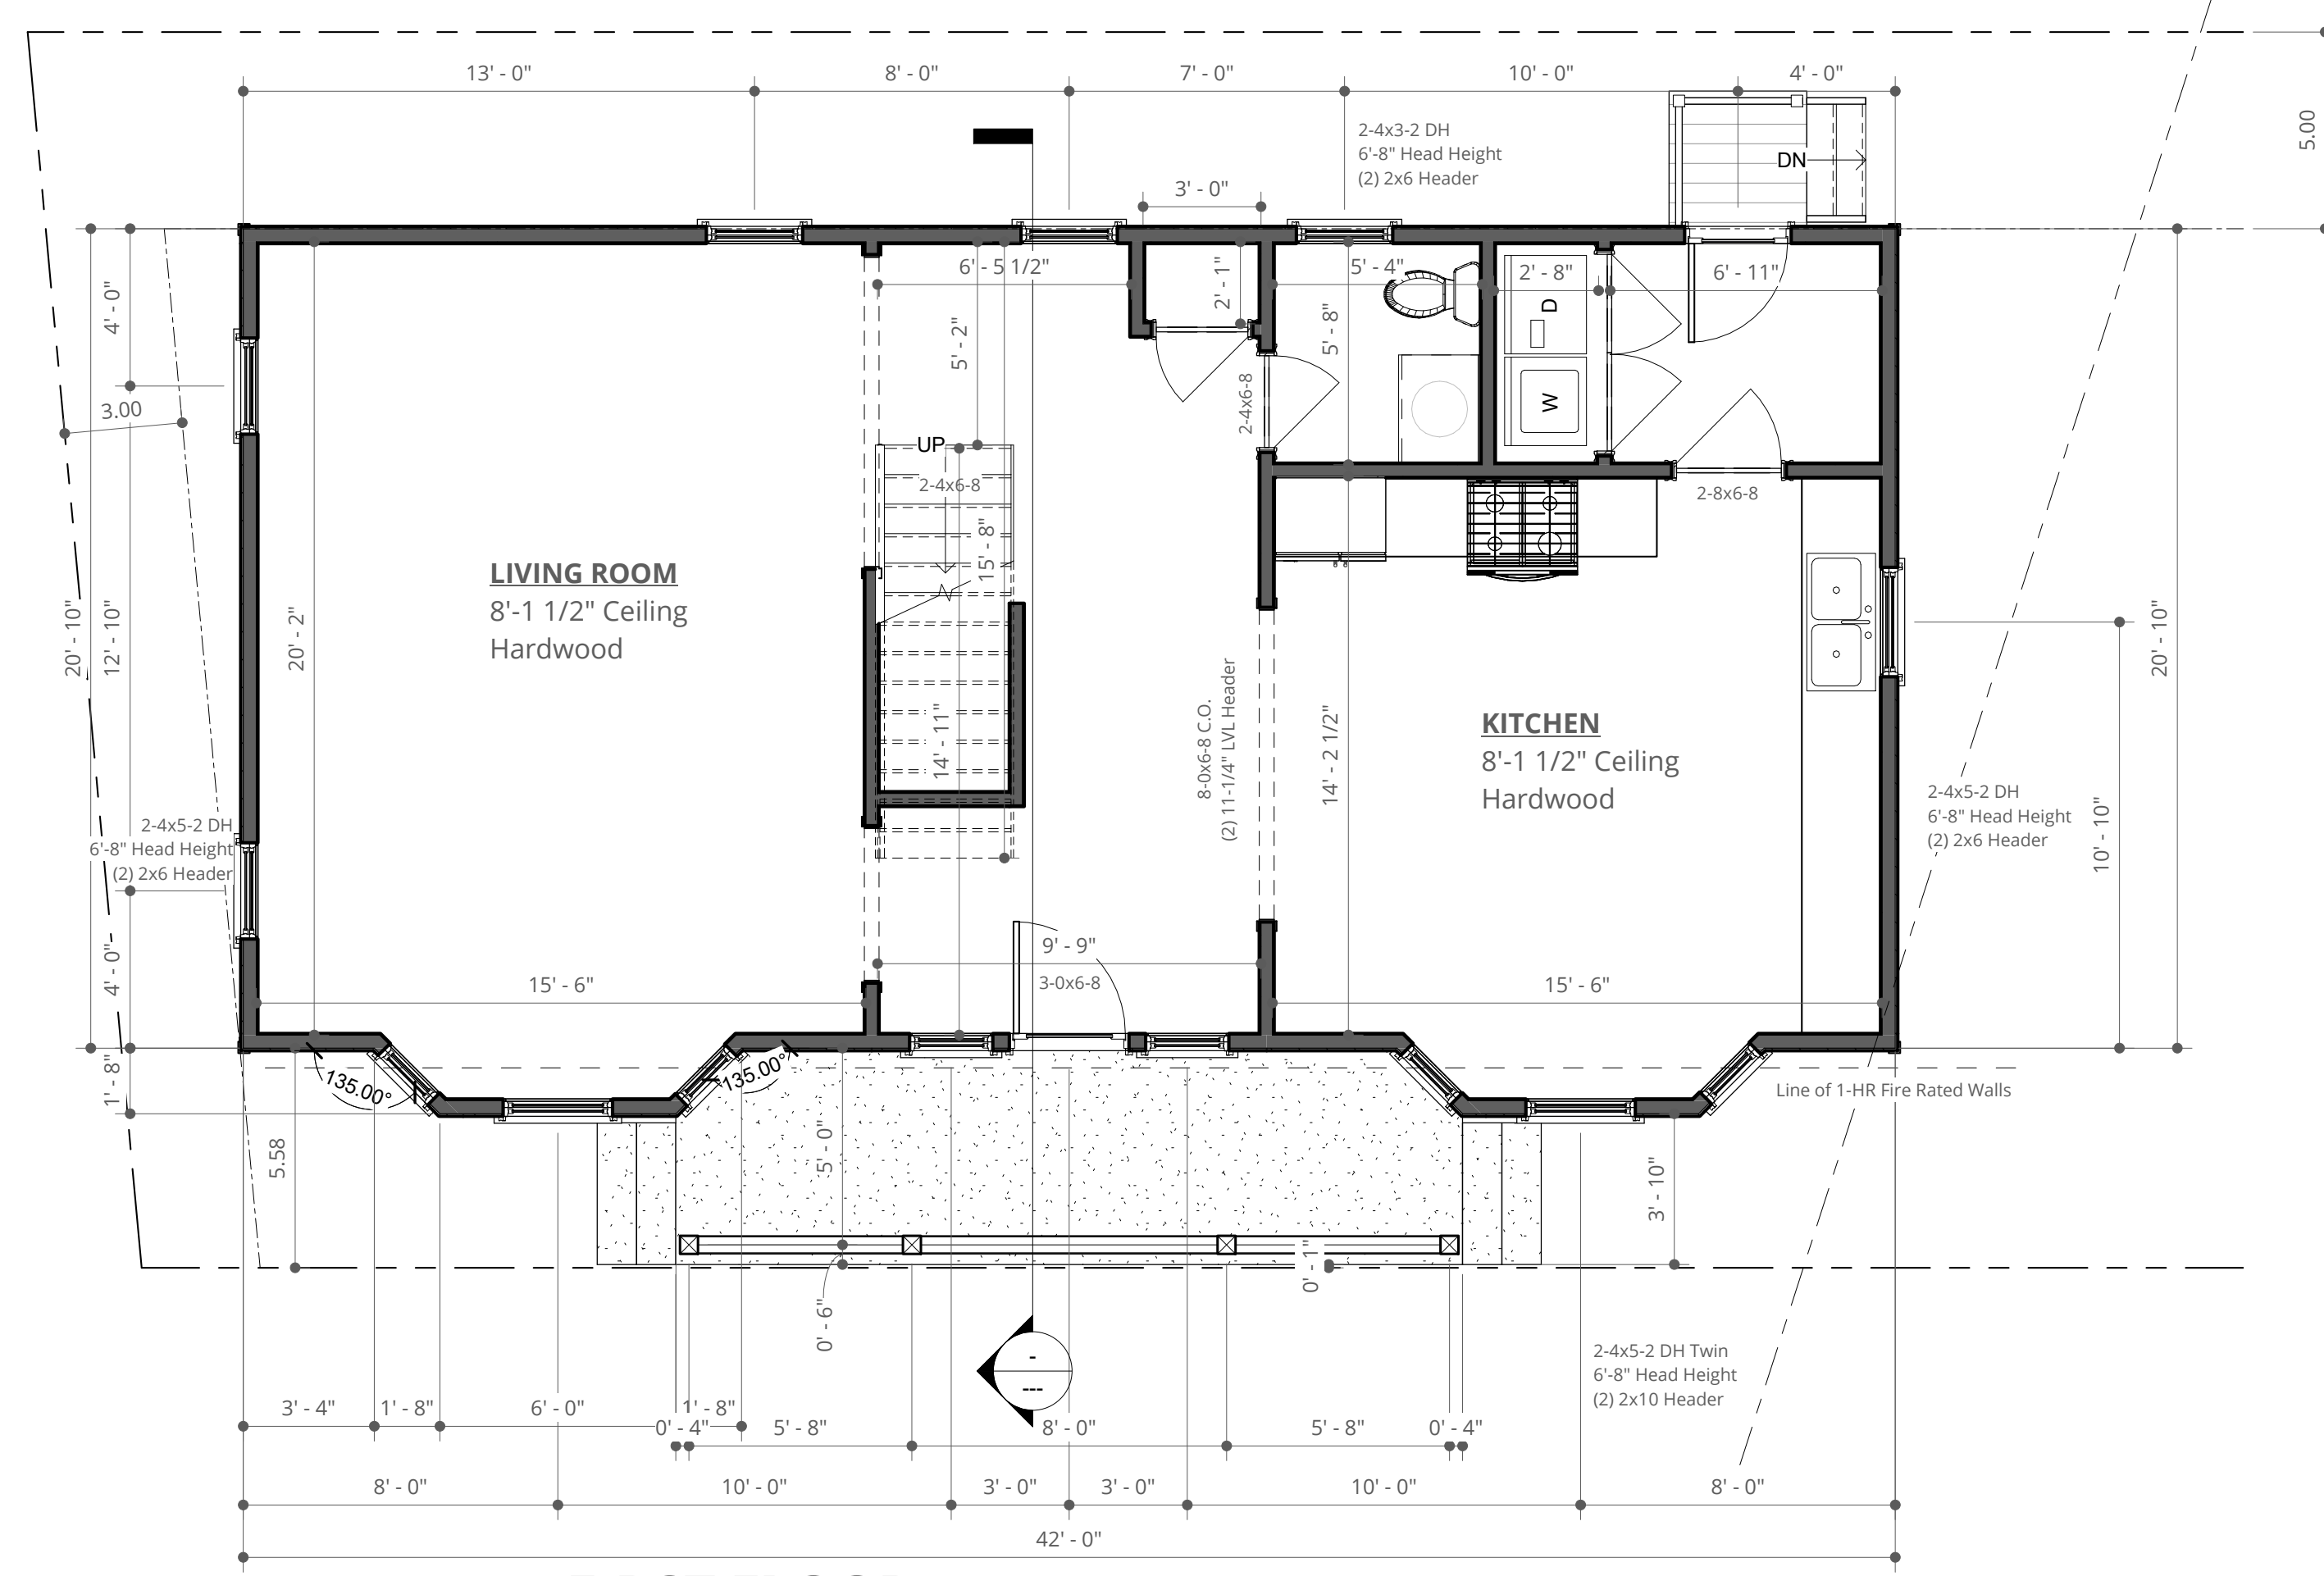 13' - 0"
8' - 0"
7' - 0"
10' - 0"
4' - 0"
5.00
2-4x3-2 DH
6'-8" Head Height
(2) 2x6 Header
DN
3' - 0"
6' - 5 1/2"
2' - 1"
5' - 4"
2' - 8"
6' - 11"
4' - 0"
5' - 2"
5' - 8"
D
3.00
2-4x6-8
W
UP
2-4x6-8
2-8x6-8
15' - 8"
LIVING ROOM
8'-1 1/2" Ceiling
Hardwood
20' - 10"
12' - 10"
20' - 2"
14' - 11"
8-0x6-8 C.O.
(2) 11-1/4" LVL Header
14' - 2 1/2"
KITCHEN
8'-1 1/2" Ceiling
Hardwood
20' - 10"
10' - 10"
2-4x5-2 DH
6'-8" Head Height
(2) 2x6 Header
2-4x5-2 DH
6'-8" Head Height
(2) 2x6 Header
4' - 0"
9' - 9"
3-0x6-8
15' - 6"
15' - 6"
1' - 8"
135.00°
135.00°
Line of 1-HR Fire Rated Walls
5.58
5' - 0"
3' - 10"
0' - 1"
0' - 6"
-
---
2-4x5-2 DH Twin
6'-8" Head Height
(2) 2x10 Header
3' - 4"
1' - 8"
6' - 0"
1' - 8"
0' - 4"
5' - 8"
8' - 0"
5' - 8"
0' - 4"
8' - 0"
10' - 0"
3' - 0"
3' - 0"
10' - 0"
8' - 0"
42' - 0"